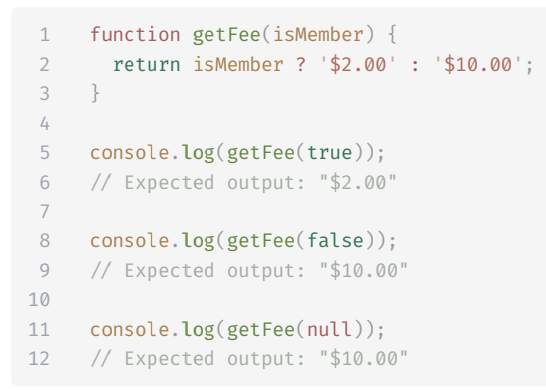 1 function getFee(isMember) {
2 return isMember ? '$2.00' : '$10.00';
3 }
4
5 console.log(getFee(true));
6 // Expected output: "$2.00"
7
8 console.log(getFee(false));
9 // Expected output: "$10.00"
10
11 console.log(getFee(null));
12 // Expected output: "$10.00"